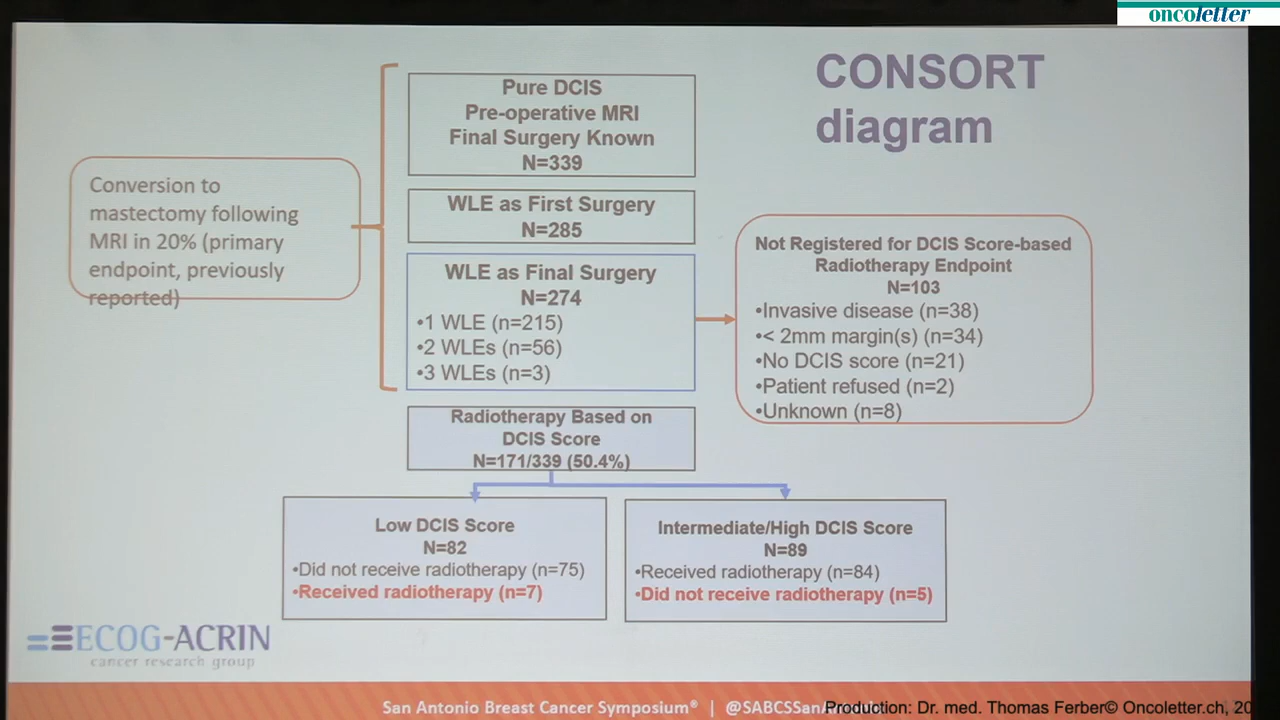 oncoletter
CONSORT
diagram
Pure DCIS
Pre-operative MRI
Final Surgery Known
N=339
Conversion to
mastectomy following
MRI in 20% (primary
endpoint, previously
reported)
WLE as First Surgery
N=285
WLE as Final Surgery
N=274
•1 WLE (n=215)
•2 WLEs (n=56)
•3 WLEs (n=3)
Not Registered for DCIS Score-based
Radiotherapy Endpoint
N=103
•Invasive disease (n=38)
•< 2mm margin(s) (n=34)
•No DCIS score (n=21)
•Patient refused (n=2)
•Unknown (n=8)
Radiotherapy Based on
DCIS Score
N=171/339 (50.4%)
Low DCIS Score
N=82
•Did not receive radiotherapy (n=75)
•Received radiotherapy (n=7)
Intermediate/High DCIS Score
N=89
•Received radiotherapy (n=84)
•Did not receive radiotherapy (n=5)
ECOG-ACRIN
cancer research group
San Antonio Breast Cancer Symposium® | @SABCSSanAn
Production: Dr. med. Thomas Ferber© Oncoletter.ch, 20